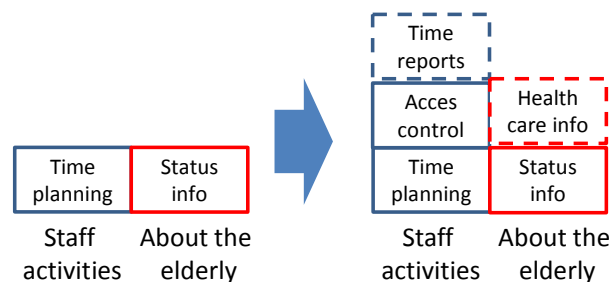 Time
planning
Status
info
Staff
activities
About the
elderly
Time
reports
Acces
control
Health
care info
Time
planning
Status
info
Staff
activities
About the
elderly